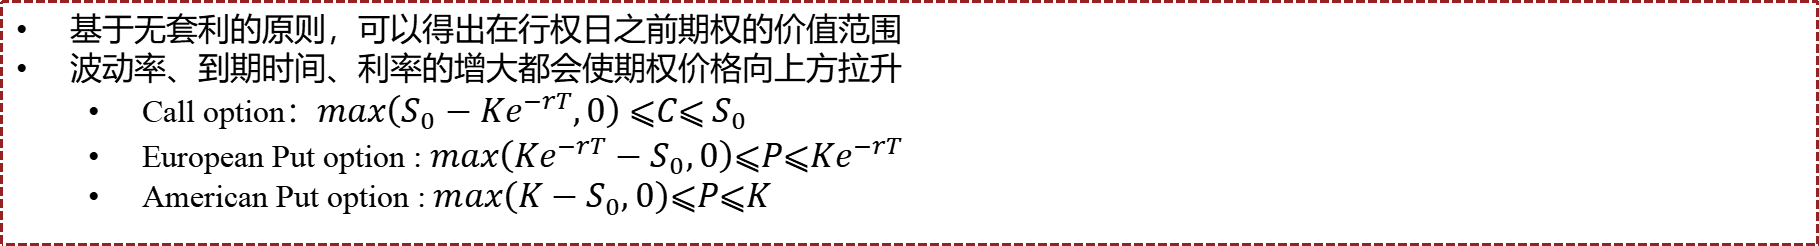 • 基于无套利的原则，可以得出在行权日之前期权的价值范围
• 波动率、到期时间、利率的增大都会使期权价格向上方拉升
• Call option：max(S₀ − Ke⁻ʳᵀ, 0) ⩽C⩽ S₀
• European Put option : max(Ke⁻ʳᵀ − S₀, 0)⩽P⩽Ke⁻ʳᵀ
• American Put option : max(K − S₀, 0)⩽P⩽K